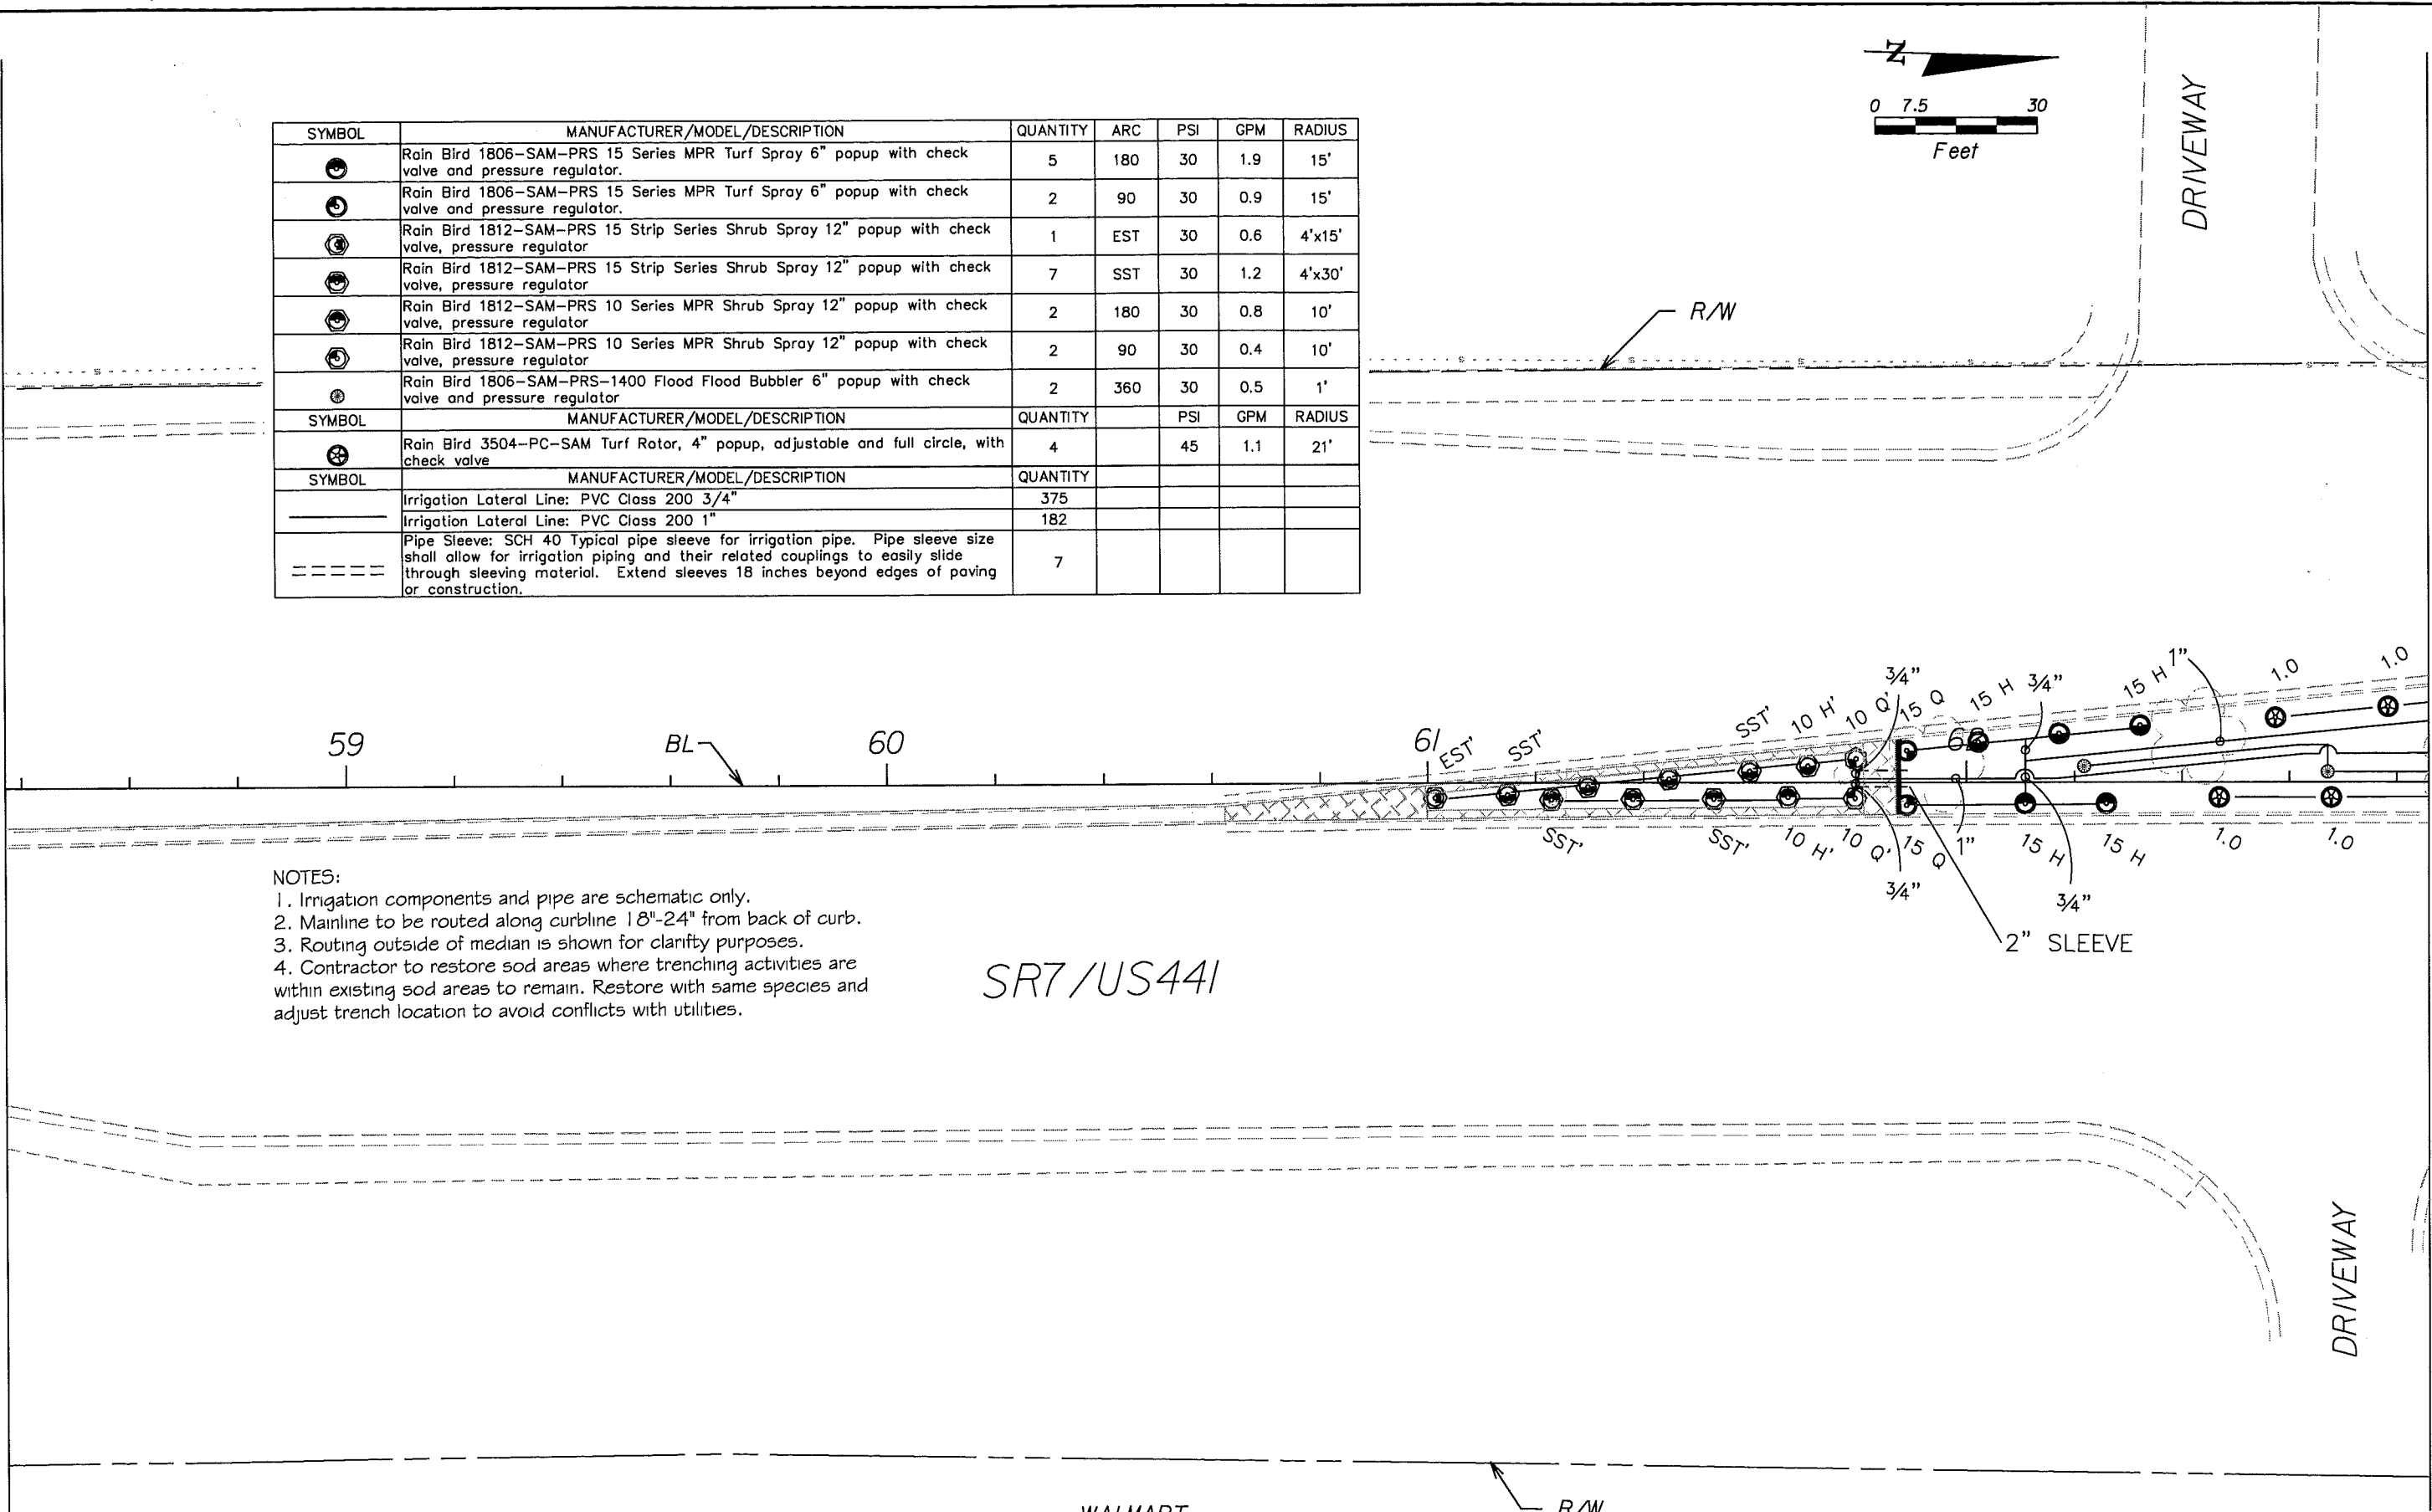 N
0 7.5 30
Feet
DRIVEWAY
SYMBOL MANUFACTURER/MODEL/DESCRIPTION QUANTITY ARC PSI GPM RADIUS
Rain Bird 1806-SAM-PRS 15 Series MPR Turf Spray 6" popup with check
valve and pressure regulator. 5 180 30 1.9 15'
Rain Bird 1806-SAM-PRS 15 Series MPR Turf Spray 6" popup with check
valve and pressure regulator. 2 90 30 0.9 15'
Rain Bird 1812-SAM-PRS 15 Strip Series Shrub Spray 12" popup with check
valve, pressure regulator 1 EST 30 0.6 4'x15'
Rain Bird 1812-SAM-PRS 15 Strip Series Shrub Spray 12" popup with check
valve, pressure regulator 7 SST 30 1.2 4'x30'
Rain Bird 1812-SAM-PRS 10 Series MPR Shrub Spray 12" popup with check
valve, pressure regulator 2 180 30 0.8 10'
Rain Bird 1812-SAM-PRS 10 Series MPR Shrub Spray 12" popup with check
valve, pressure regulator 2 90 30 0.4 10'
Rain Bird 1806-SAM-PRS-1400 Flood Flood Bubbler 6" popup with check
valve and pressure regulator 2 360 30 0.5 1'
SYMBOL MANUFACTURER/MODEL/DESCRIPTION QUANTITY PSI GPM RADIUS
Rain Bird 3504-PC-SAM Turf Rotor, 4" popup, adjustable and full circle, with
check valve 4 45 1.1 21'
SYMBOL MANUFACTURER/MODEL/DESCRIPTION QUANTITY
Irrigation Lateral Line: PVC Class 200 3/4" 375
Irrigation Lateral Line: PVC Class 200 1" 182
Pipe Sleeve: SCH 40 Typical pipe sleeve for irrigation pipe. Pipe sleeve size
shall allow for irrigation piping and their related couplings to easily slide
through sleeving material. Extend sleeves 18 inches beyond edges of paving
or construction. 7
R/W
S S S S S S
59 BL 60 61 62
EST' SST' SST' 10 H' 10 Q' 3/4" 15 Q 15 H 3/4" 15 H 1" 1.0 1.0
SST' SST' 10 H' 10 Q' 15 Q 1" 15 H 15 H 1.0 1.0
3/4" 3/4"
2" SLEEVE
NOTES:
1. Irrigation components and pipe are schematic only.
2. Mainline to be routed along curbline 18"-24" from back of curb.
3. Routing outside of median is shown for clarifty purposes.
4. Contractor to restore sod areas where trenching activities are
within existing sod areas to remain. Restore with same species and
adjust trench location to avoid conflicts with utilities.
SR7/US441
DRIVEWAY
WALMART
R/W